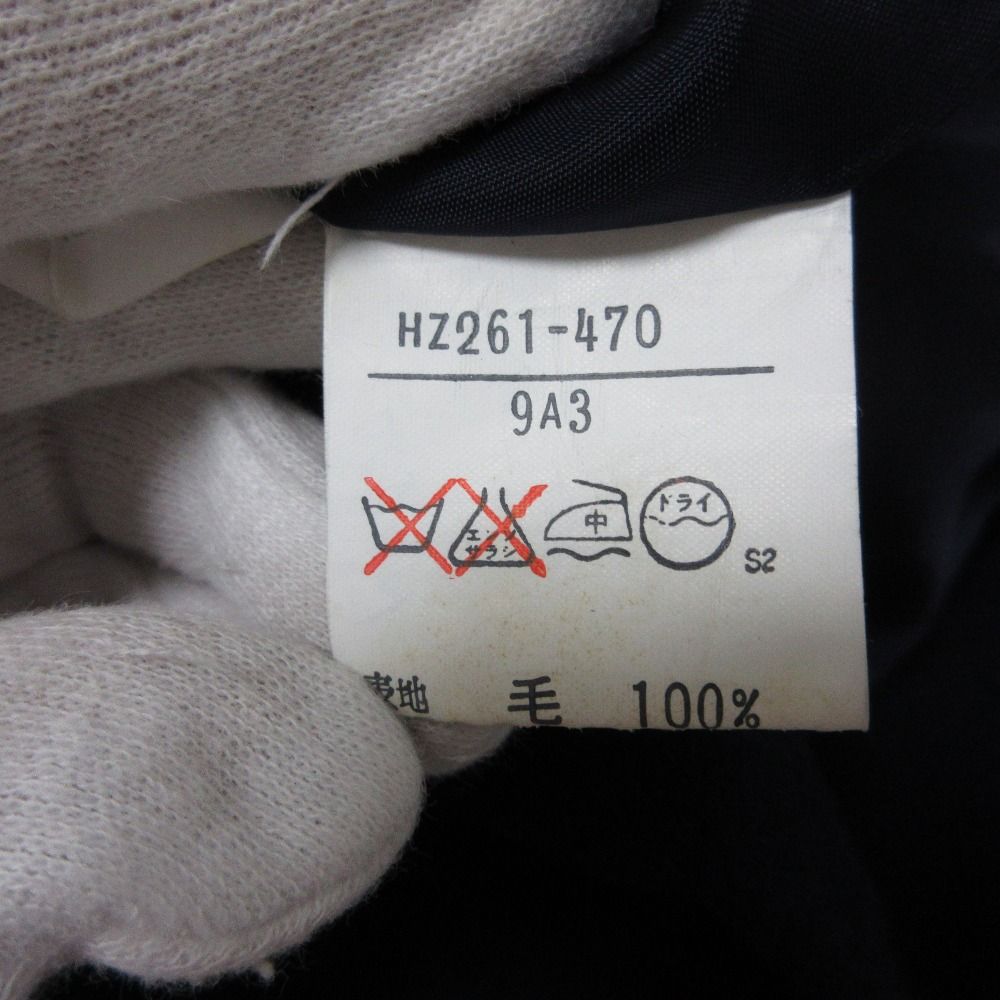 HZ261-470
9A3
エンソ
サラシ
中
ドライ
S2
表地 毛 100%